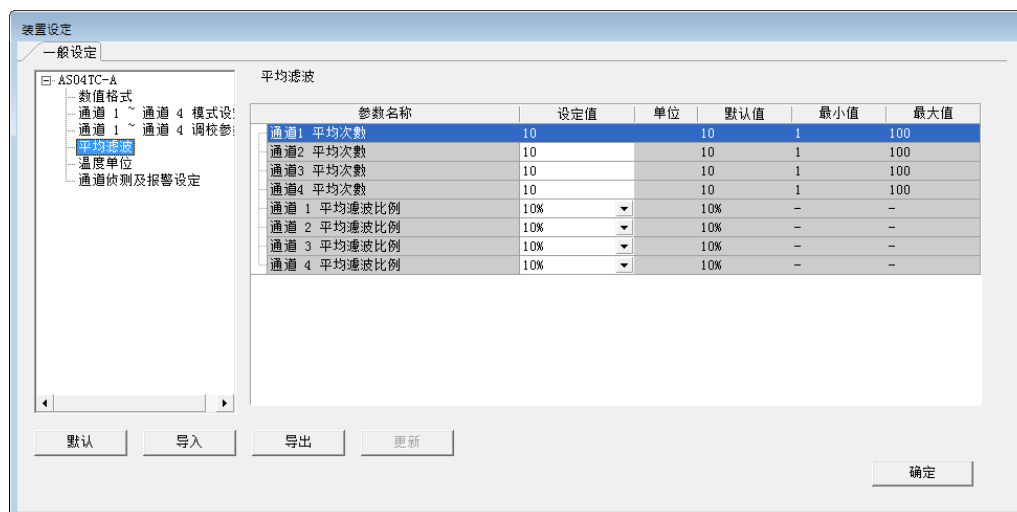 装置设定
一般设定
AS04TC-A
数值格式
通道 1 ~ 通道 4 模式设
通道 1 ~ 通道 4 调校参
平均滤波
温度单位
通道侦测及报警设定
平均滤波
参数名称 设定值 单位 默认值 最小值 最大值
通道1 平均次數 10 10 1 100
通道2 平均次數 10 10 1 100
通道3 平均次數 10 10 1 100
通道4 平均次數 10 10 1 100
通道 1 平均濾波比例 10% 10% - -
通道 2 平均濾波比例 10% 10% - -
通道 3 平均濾波比例 10% 10% - -
通道 4 平均濾波比例 10% 10% - -
默认 导入 导出 更新
确定